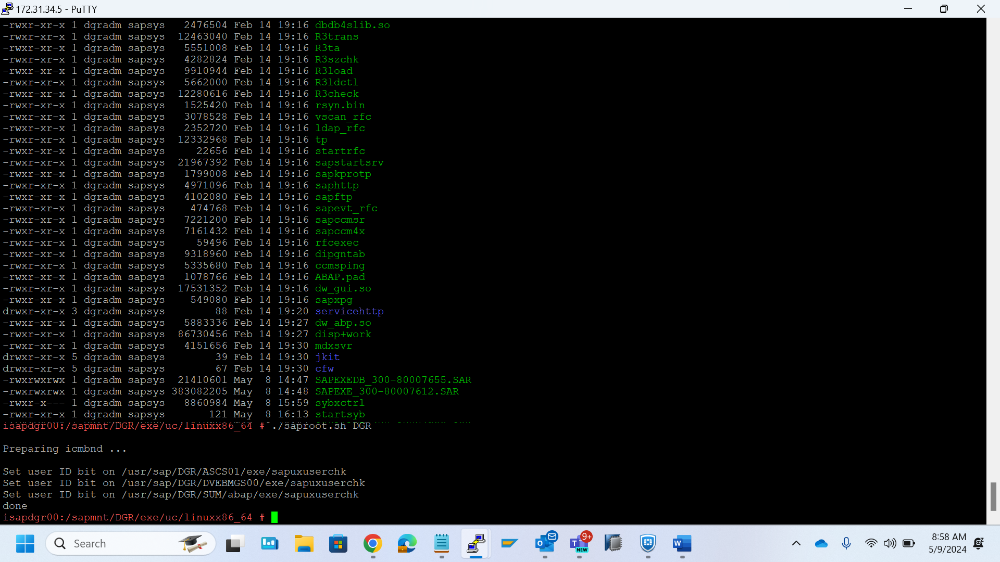 172.31.34.5 - PuTTY
-rwxr-xr-x 1 dgradm sapsys   2476504 Feb 14 19:16 dbdb4slib.so
-rwxr-xr-x 1 dgradm sapsys  12463040 Feb 14 19:16 R3trans
-rwxr-xr-x 1 dgradm sapsys   5551008 Feb 14 19:16 R3ta
-rwxr-xr-x 1 dgradm sapsys   4282824 Feb 14 19:16 R3szchk
-rwxr-xr-x 1 dgradm sapsys   9910944 Feb 14 19:16 R3load
-rwxr-xr-x 1 dgradm sapsys   5662000 Feb 14 19:16 R3ldctl
-rwxr-xr-x 1 dgradm sapsys  12280616 Feb 14 19:16 R3check
-rwxr-xr-x 1 dgradm sapsys   1525420 Feb 14 19:16 rsyn.bin
-rwxr-xr-x 1 dgradm sapsys   3078528 Feb 14 19:16 vscan_rfc
-rwxr-xr-x 1 dgradm sapsys   2352720 Feb 14 19:16 ldap_rfc
-rwxr-xr-x 1 dgradm sapsys  12332968 Feb 14 19:16 tp
-rwxr-xr-x 1 dgradm sapsys     22656 Feb 14 19:16 startrfc
-rwxr-xr-x 1 dgradm sapsys  21967392 Feb 14 19:16 sapstartsrv
-rwxr-xr-x 1 dgradm sapsys   1799008 Feb 14 19:16 sapkprotp
-rwxr-xr-x 1 dgradm sapsys   4971096 Feb 14 19:16 saphttp
-rwxr-xr-x 1 dgradm sapsys   4102080 Feb 14 19:16 sapftp
-rwxr-xr-x 1 dgradm sapsys    474768 Feb 14 19:16 sapevt_rfc
-rwxr-xr-x 1 dgradm sapsys   7221200 Feb 14 19:16 sapccmsr
-rwxr-xr-x 1 dgradm sapsys   7161432 Feb 14 19:16 sapccm4x
-rwxr-xr-x 1 dgradm sapsys     59496 Feb 14 19:16 rfcexec
-rwxr-xr-x 1 dgradm sapsys   9318960 Feb 14 19:16 dipgntab
-rwxr-xr-x 1 dgradm sapsys   5335680 Feb 14 19:16 ccmsping
-rwxr-xr-x 1 dgradm sapsys   1078766 Feb 14 19:16 ABAP.pad
-rwxr-xr-x 1 dgradm sapsys  17531352 Feb 14 19:16 dw_gui.so
-rwxr-xr-x 1 dgradm sapsys    549080 Feb 14 19:16 sapxpg
drwxr-xr-x 3 dgradm sapsys        88 Feb 14 19:20 servicehttp
-rwxr-xr-x 1 dgradm sapsys   5883336 Feb 14 19:27 dw_abp.so
-rwxr-xr-x 1 dgradm sapsys  86730456 Feb 14 19:27 disp+work
-rwxr-xr-x 1 dgradm sapsys   4151656 Feb 14 19:30 mdxsvr
drwxr-xr-x 5 dgradm sapsys        39 Feb 14 19:30 jkit
drwxr-xr-x 5 dgradm sapsys        67 Feb 14 19:30 cfw
-rwxrwxrwx 1 dgradm sapsys  21410601 May  8 14:47 SAPEXEDB_300-80007655.SAR
-rwxrwxrwx 1 dgradm sapsys 383082205 May  8 14:48 SAPEXE_300-80007612.SAR
-rwxr-x--- 1 dgradm sapsys   8860984 May  8 15:59 sybxctrl
-rwxr-xr-x 1 dgradm sapsys       121 May  8 16:13 startsyb
isapdgr00:/sapmnt/DGR/exe/uc/linuxx86_64 # ./saproot.sh DGR
Preparing icmbnd ...
Set user ID bit on /usr/sap/DGR/ASCS01/exe/sapuxuserchk
Set user ID bit on /usr/sap/DGR/DVEBMGS00/exe/sapuxuserchk
Set user ID bit on /usr/sap/DGR/SUM/abap/exe/sapuxuserchk
done
isapdgr00:/sapmnt/DGR/exe/uc/linuxx86_64 #
Search
9+
NEW
8:58 AM
5/9/2024